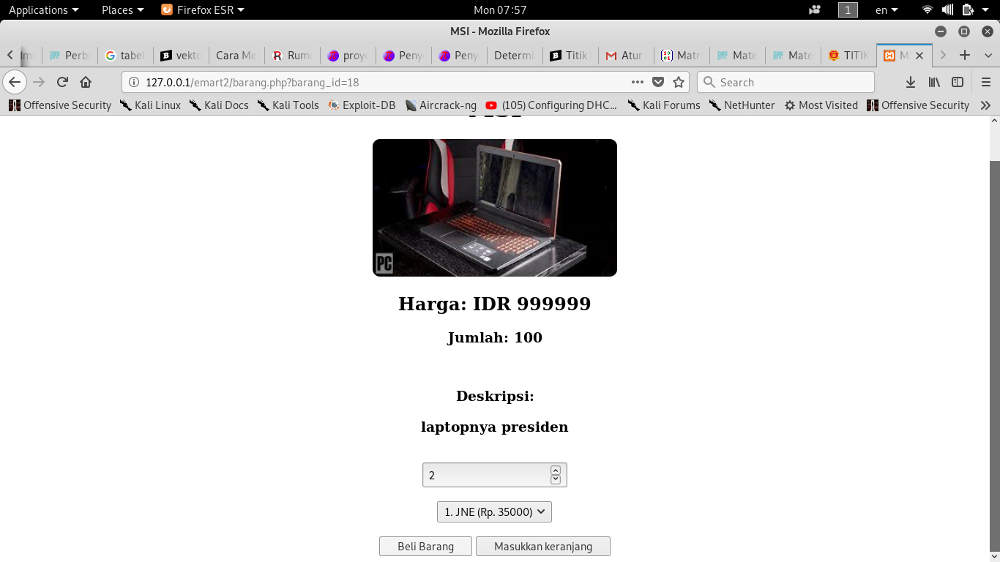 Applications Places Firefox ESR Mon 07:57 1 en
MSI - Mozilla Firefox
Perb tabel vekto Cara Me Rum proye Peny Peny Determi Titik Atur Matr Mate Mate TITIK M
127.0.0.1/emart2/barang.php?barang_id=18 Search
Offensive Security Kali Linux Kali Docs Kali Tools Exploit-DB Aircrack-ng (105) Configuring DHC... Kali Forums NetHunter Most Visited Offensive Security
MSI
PC
Harga: IDR 999999
Jumlah: 100
Deskripsi:
laptopnya presiden
2
1. JNE (Rp. 35000)
Beli Barang Masukkan keranjang